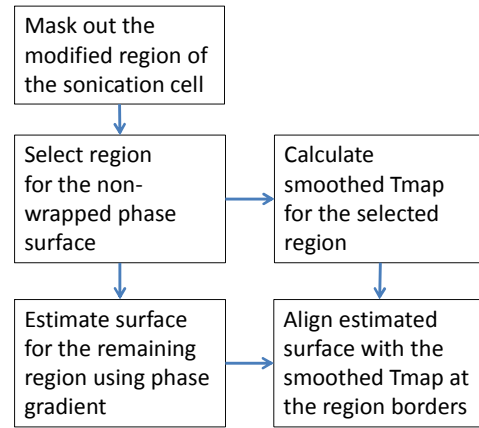 Mask out the
modified region of
the sonication cell
Select region
for the non-
wrapped phase
surface
Calculate
smoothed Tmap
for the selected
region
Estimate surface
for the remaining
region using phase
gradient
Align estimated
surface with the
smoothed Tmap at
the region borders